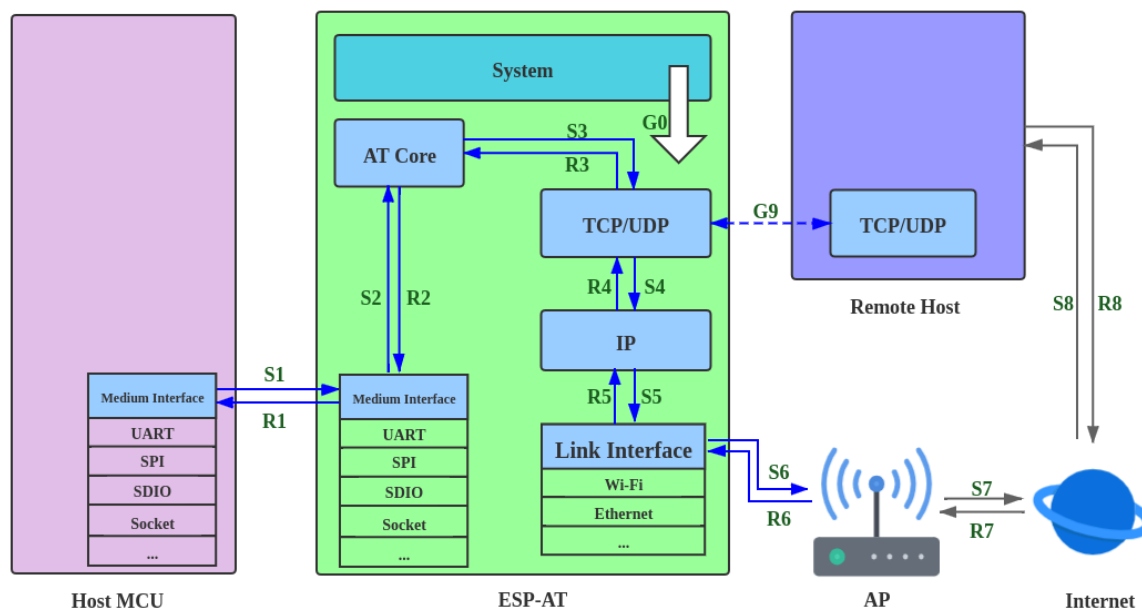 System
G0
AT Core
S3
R3
TCP/UDP
G9
TCP/UDP
S2
R2
R4
S4
Remote Host
S8
R8
IP
S1
R1
Medium Interface
UART
SPI
SDIO
Socket
...
Medium Interface
UART
SPI
SDIO
Socket
...
R5
S5
Link Interface
Wi-Fi
Ethernet
...
S6
R6
S7
R7
Host MCU
ESP-AT
AP
Internet